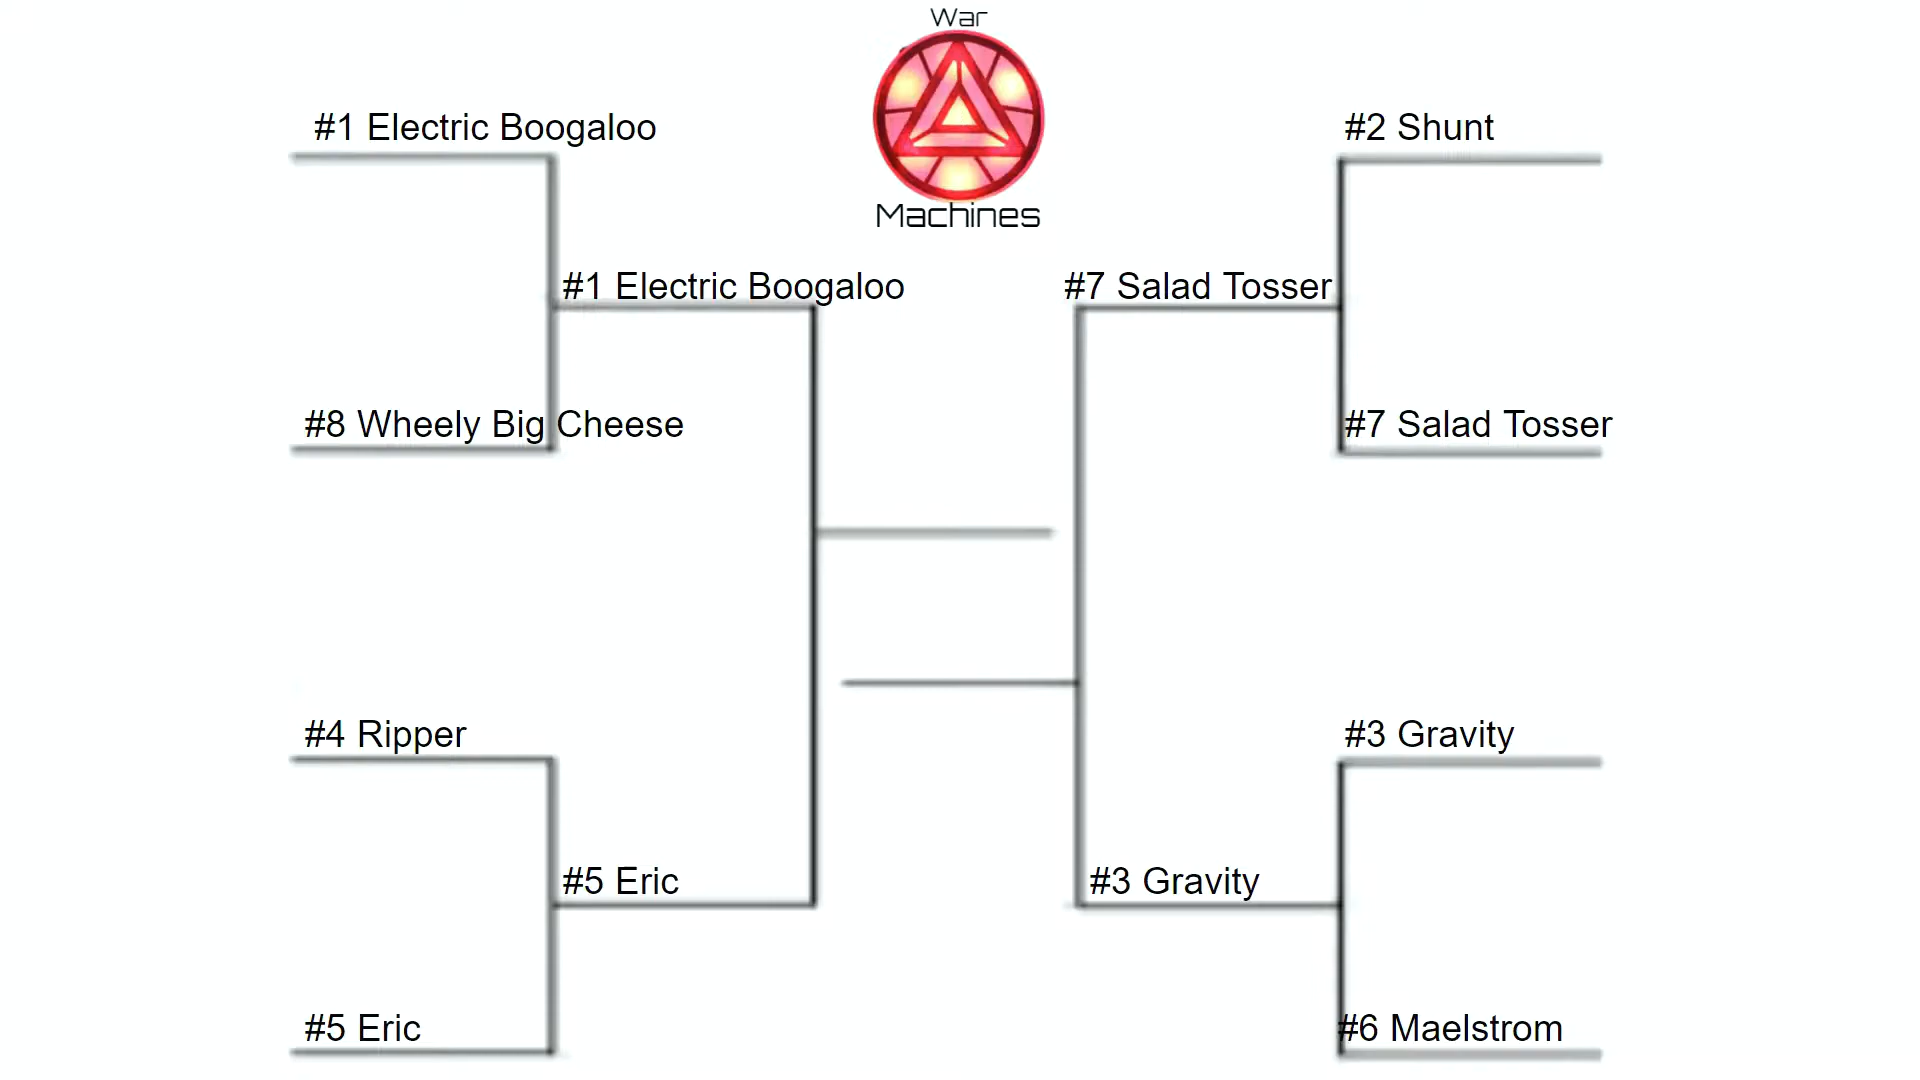 War
Machines
#1 Electric Boogaloo
#2 Shunt
#1 Electric Boogaloo
#7 Salad Tosser
#8 Wheely Big Cheese
#7 Salad Tosser
#4 Ripper
#3 Gravity
#5 Eric
#3 Gravity
#5 Eric
#6 Maelstrom